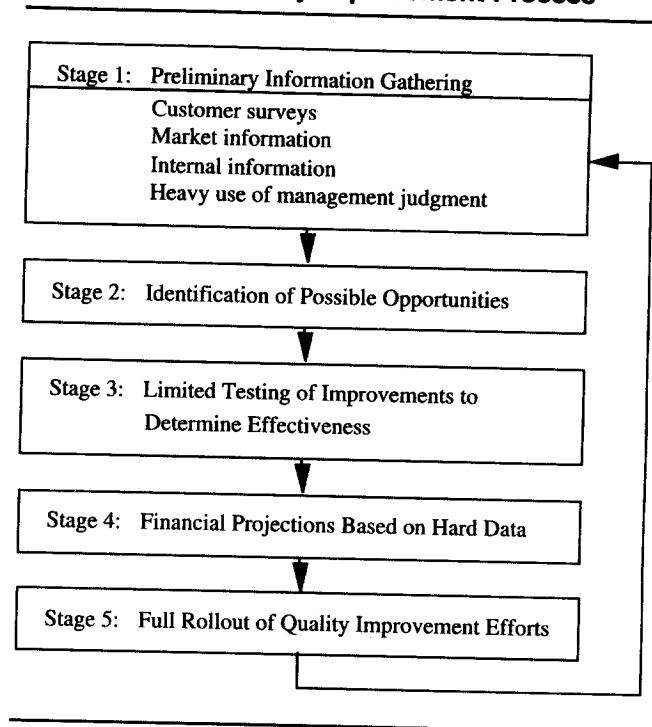 Improvement Process
Stage 1: Preliminary Information Gathering
Customer surveys
Market information
Internal information
Heavy use of management judgment
Stage 2: Identification of Possible Opportunities
Stage 3: Limited Testing of Improvements to
Determine Effectiveness
Stage 4: Financial Projections Based on Hard Data
Stage 5: Full Rollout of Quality Improvement Efforts